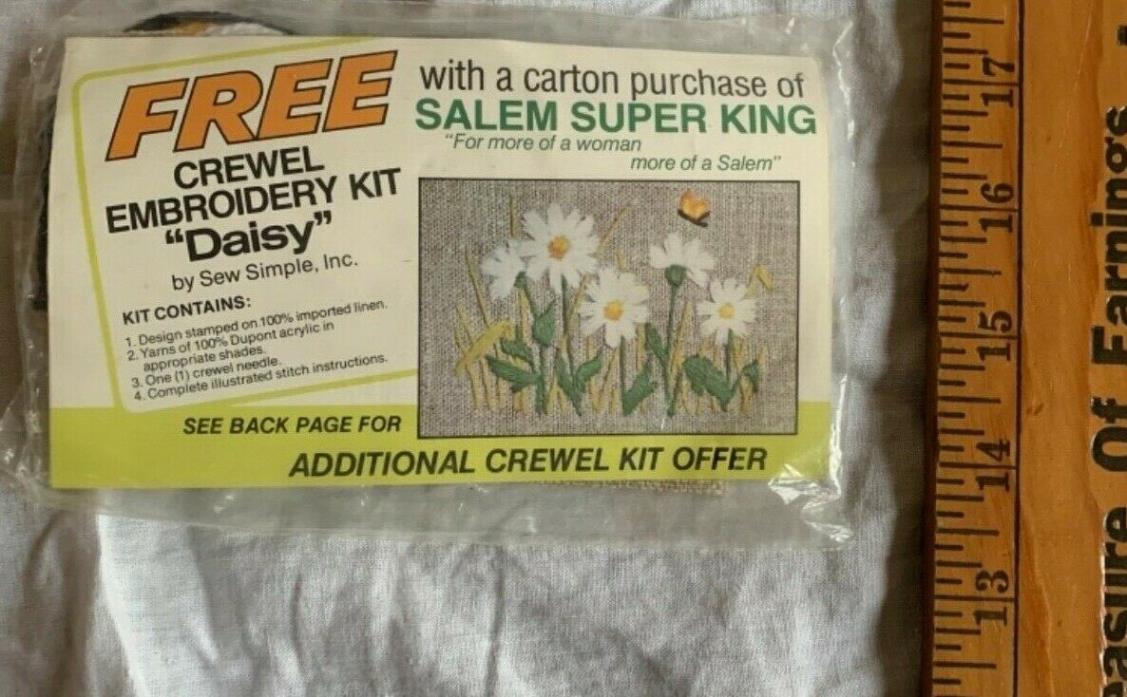 FREE
CREWEL
EMBROIDERY KIT
“Daisy”
by Sew Simple, Inc.
KIT CONTAINS:
1. Design stamped on 100% imported linen.
2. Yarns of 100% Dupont acrylic in
appropriate shades.
3. One (1) crewel needle.
4. Complete illustrated stitch instructions.
with a carton purchase of
SALEM SUPER KING
“For more of a woman
more of a Salem”
SEE BACK PAGE FOR
ADDITIONAL CREWEL KIT OFFER
17
16
15
14
13
Of Earnings